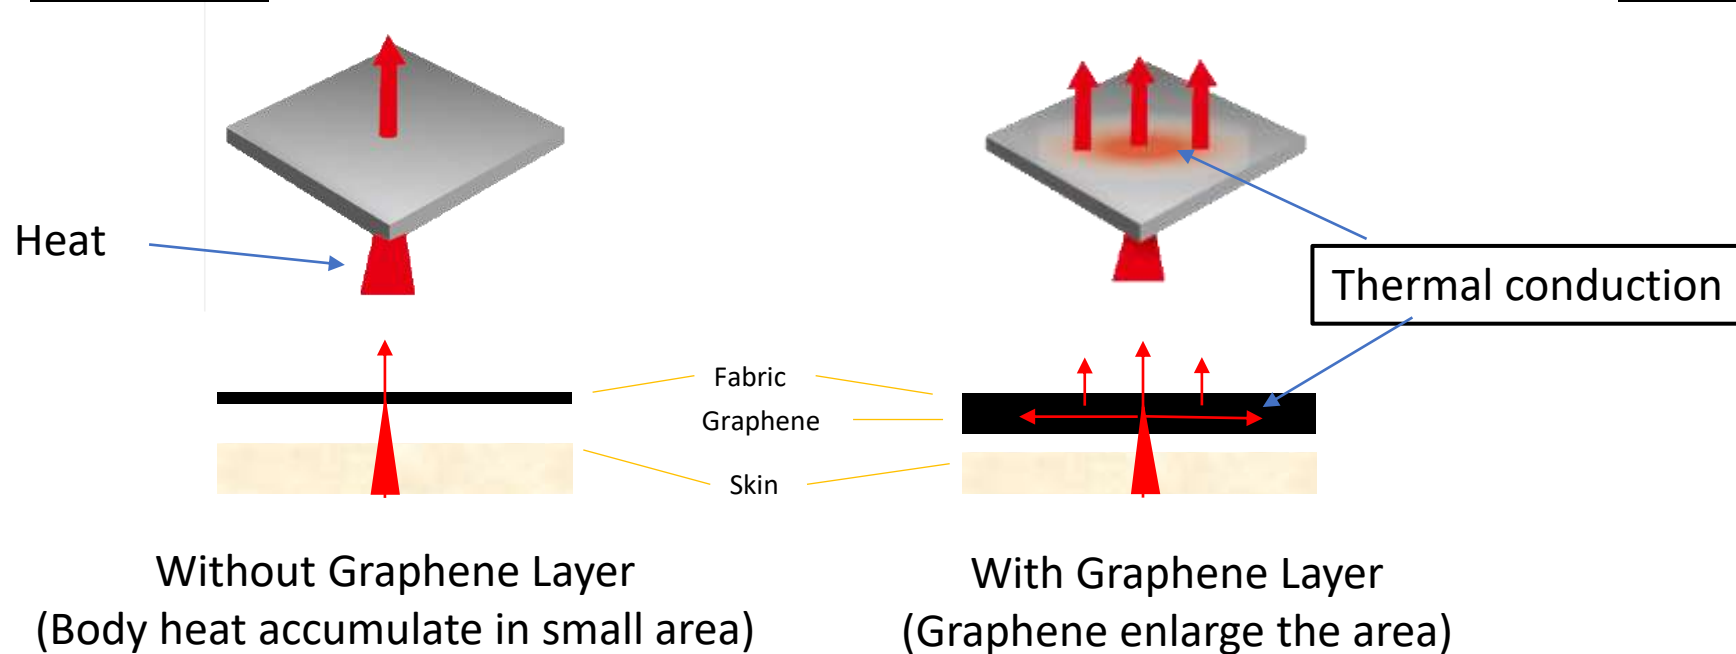 Heat
Thermal conduction
Fabric
Graphene
Skin
Without Graphene Layer
(Body heat accumulate in small area)
With Graphene Layer
(Graphene enlarge the area)